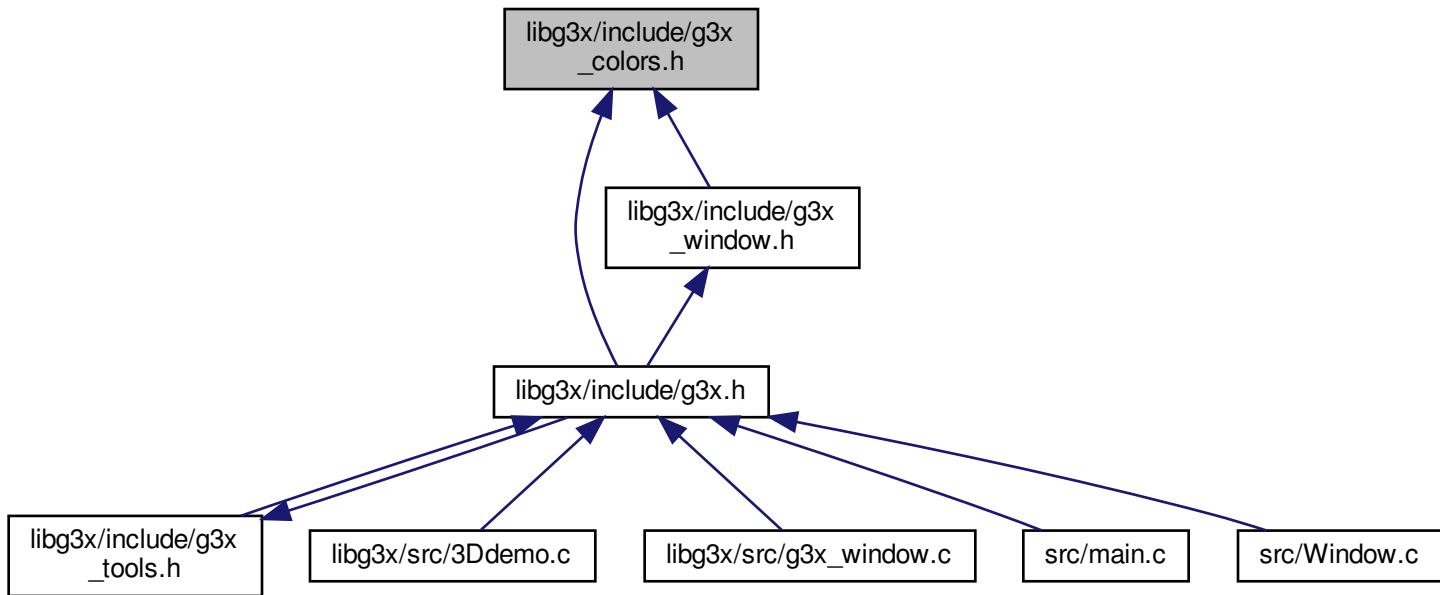 libg3x/include/g3x
_colors.h
libg3x/include/g3x
_window.h
libg3x/include/g3x.h
libg3x/include/g3x
_tools.h
libg3x/src/3Ddemo.c
libg3x/src/g3x_window.c
src/main.c
src/Window.c